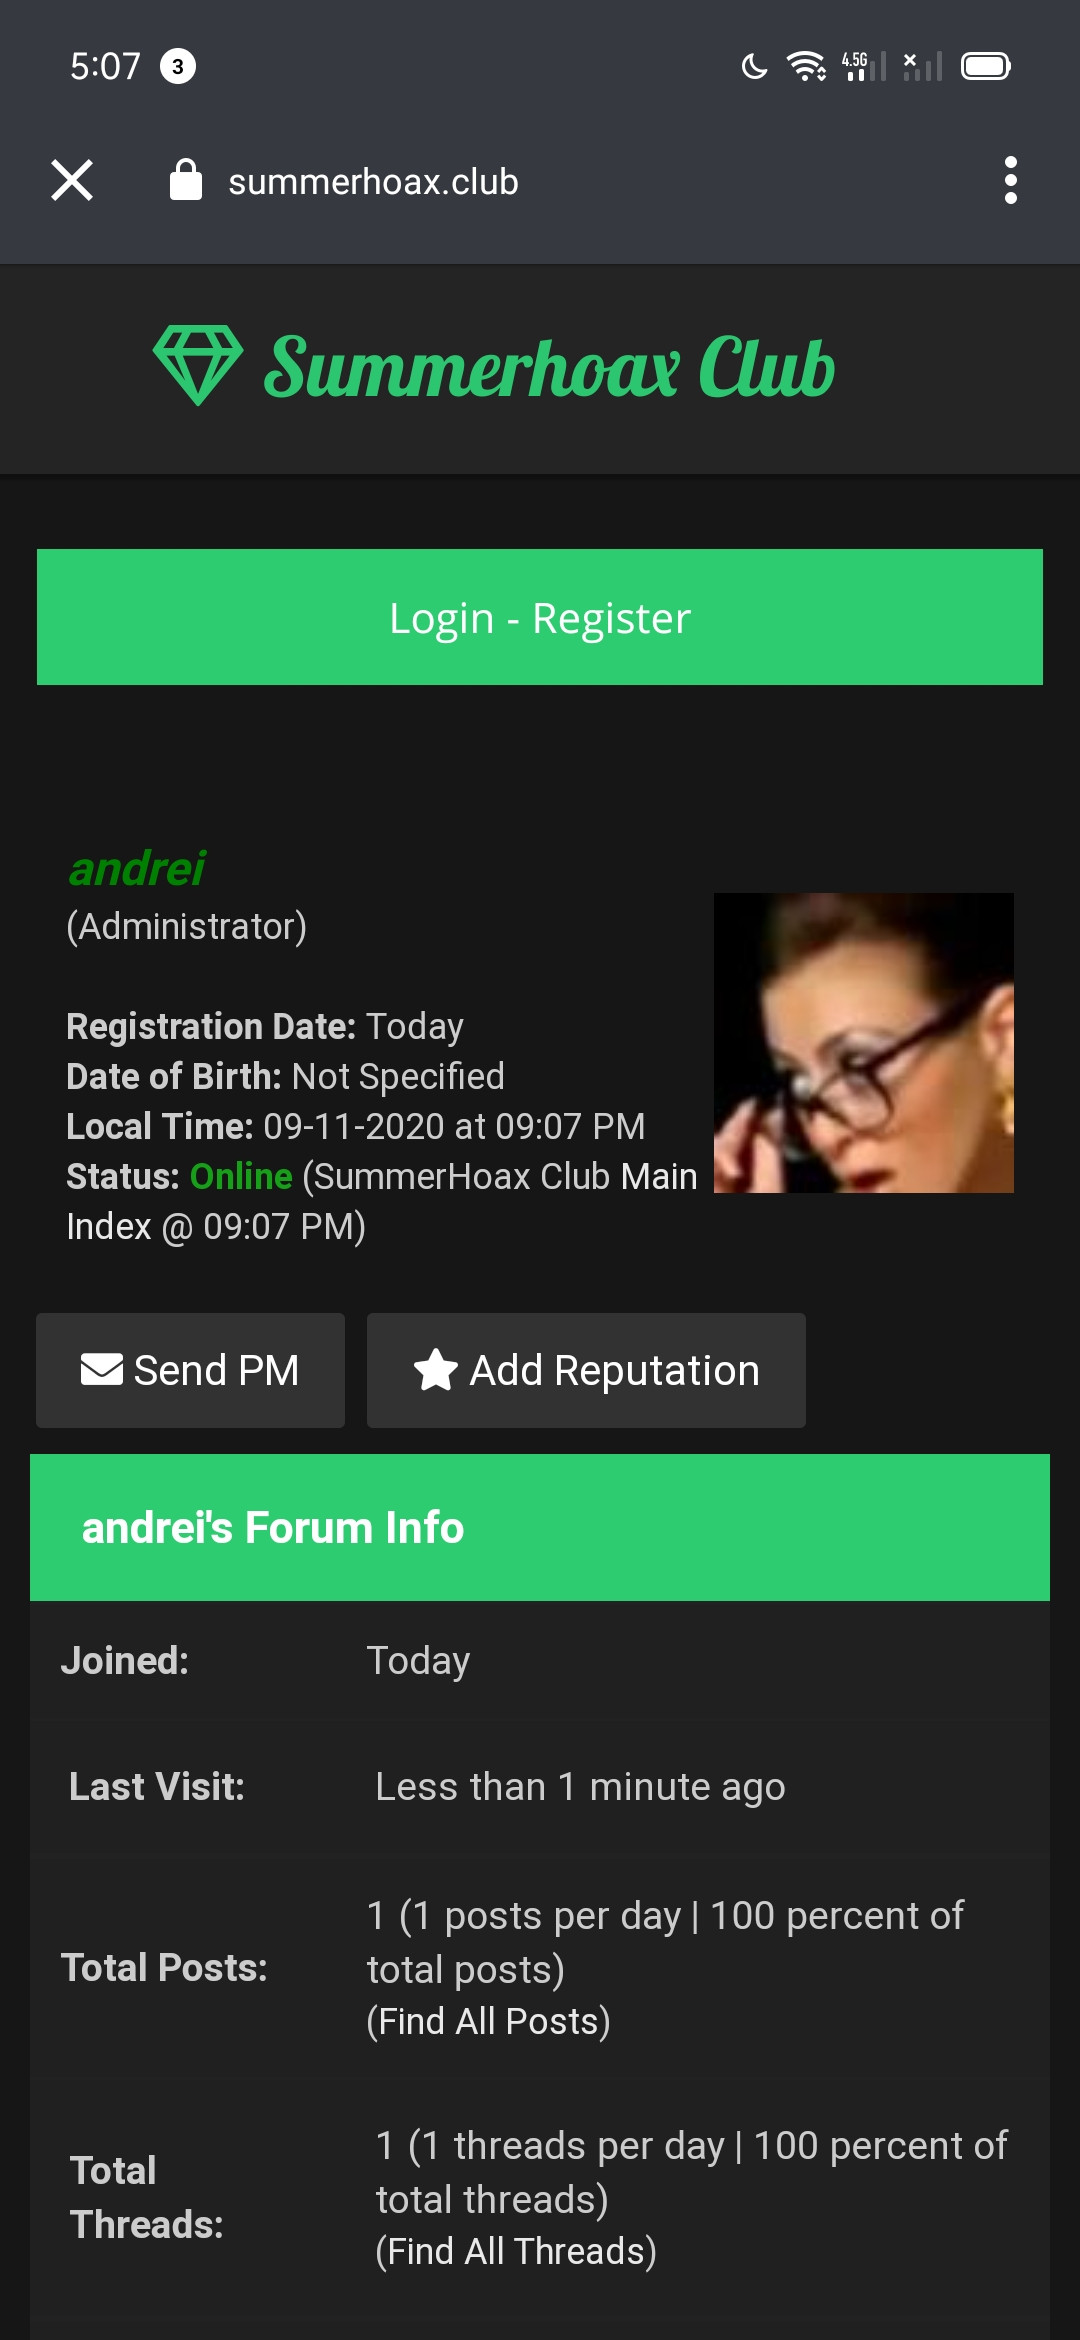 5:07 3 4.5G
summerhoax.club
Summerhoax Club
Login - Register
andrei
(Administrator)
Registration Date: Today
Date of Birth: Not Specified
Local Time: 09-11-2020 at 09:07 PM
Status: Online (SummerHoax Club Main
Index @ 09:07 PM)
Send PM Add Reputation
andrei's Forum Info
Joined: Today
Last Visit: Less than 1 minute ago
Total Posts: 1 (1 posts per day | 100 percent of
total posts)
(Find All Posts)
Total
Threads: 1 (1 threads per day | 100 percent of
total threads)
(Find All Threads)